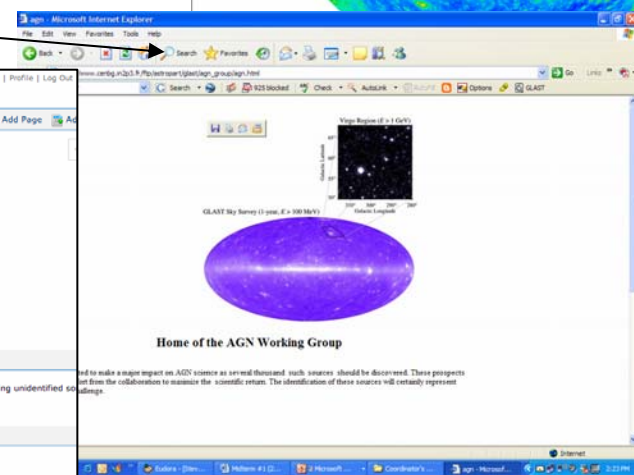 agn - Microsoft Internet Explorer
File Edit View Favorites Tools Help
Back Search Favorites
www.cenbg.in2p3.fr/ftp/astropart/glast/agn_group/agn.html Go Links
Search 925 blocked Check AutoLink Options GLAST
| Profile | Log Out
Add Page Ad
Virgo Region (E > 1 GeV)
Galactic Latitude
Galactic Longitude
GLAST Sky Survey (1-year, E > 100 MeV)
Home of the AGN Working Group
ted to make a major impact on AGN science as several thousand such sources should be discovered. These prospects
from the collaboration to maximize the scientific return. The identification of these sources will certainly represent
allenge.
ng unidentified so
Internet
Eudora - [Stev... Midterm #1 (2... 2 Microsoft ... Coordinator's ... agn - Microsof... 3:23 PM